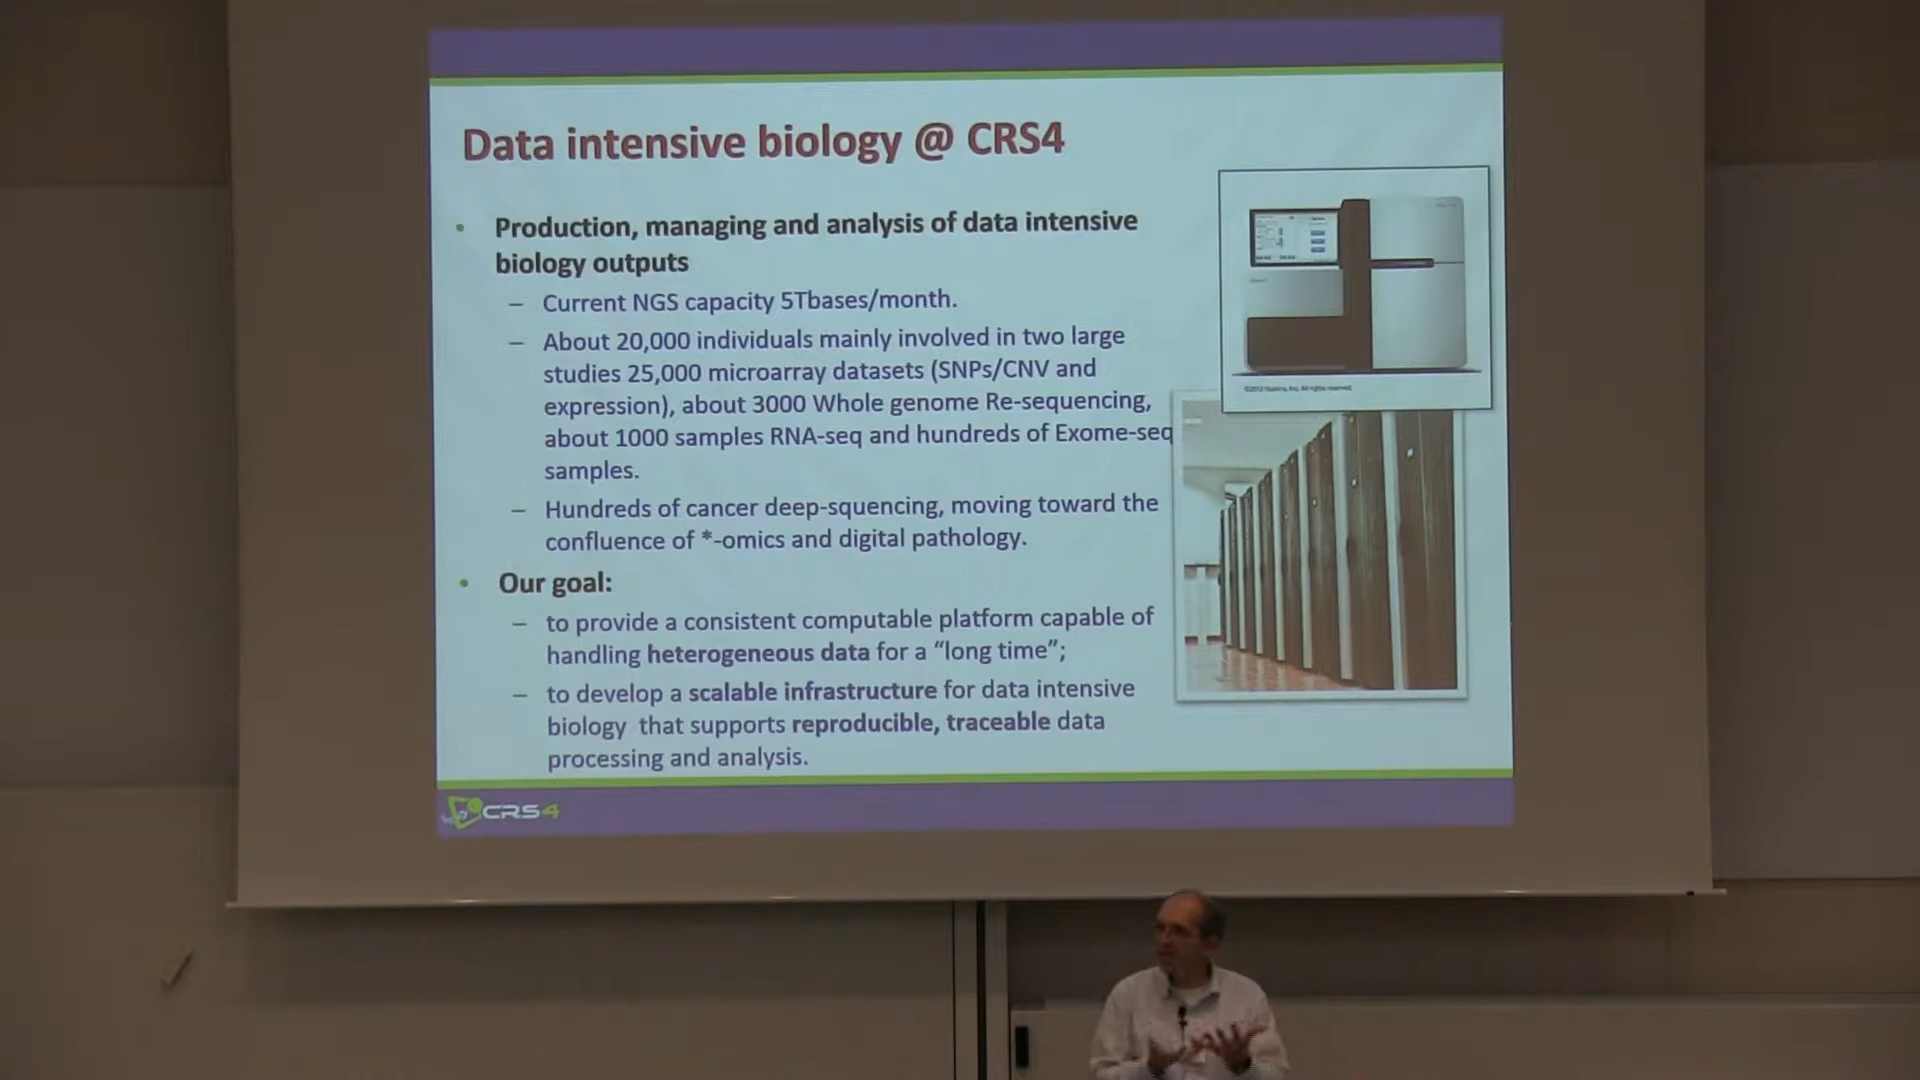 Data intensive biology @ CRS4
• Production, managing and analysis of data intensive
biology outputs
– Current NGS capacity 5Tbases/month.
– About 20,000 individuals mainly involved in two large
studies 25,000 microarray datasets (SNPs/CNV and
expression), about 3000 Whole genome Re-sequencing,
about 1000 samples RNA-seq and hundreds of Exome-seq
samples.
– Hundreds of cancer deep-squencing, moving toward the
confluence of *-omics and digital pathology.
• Our goal:
– to provide a consistent computable platform capable of
handling heterogeneous data for a “long time”;
– to develop a scalable infrastructure for data intensive
biology that supports reproducible, traceable data
processing and analysis.
All rights reserved.
CRS4